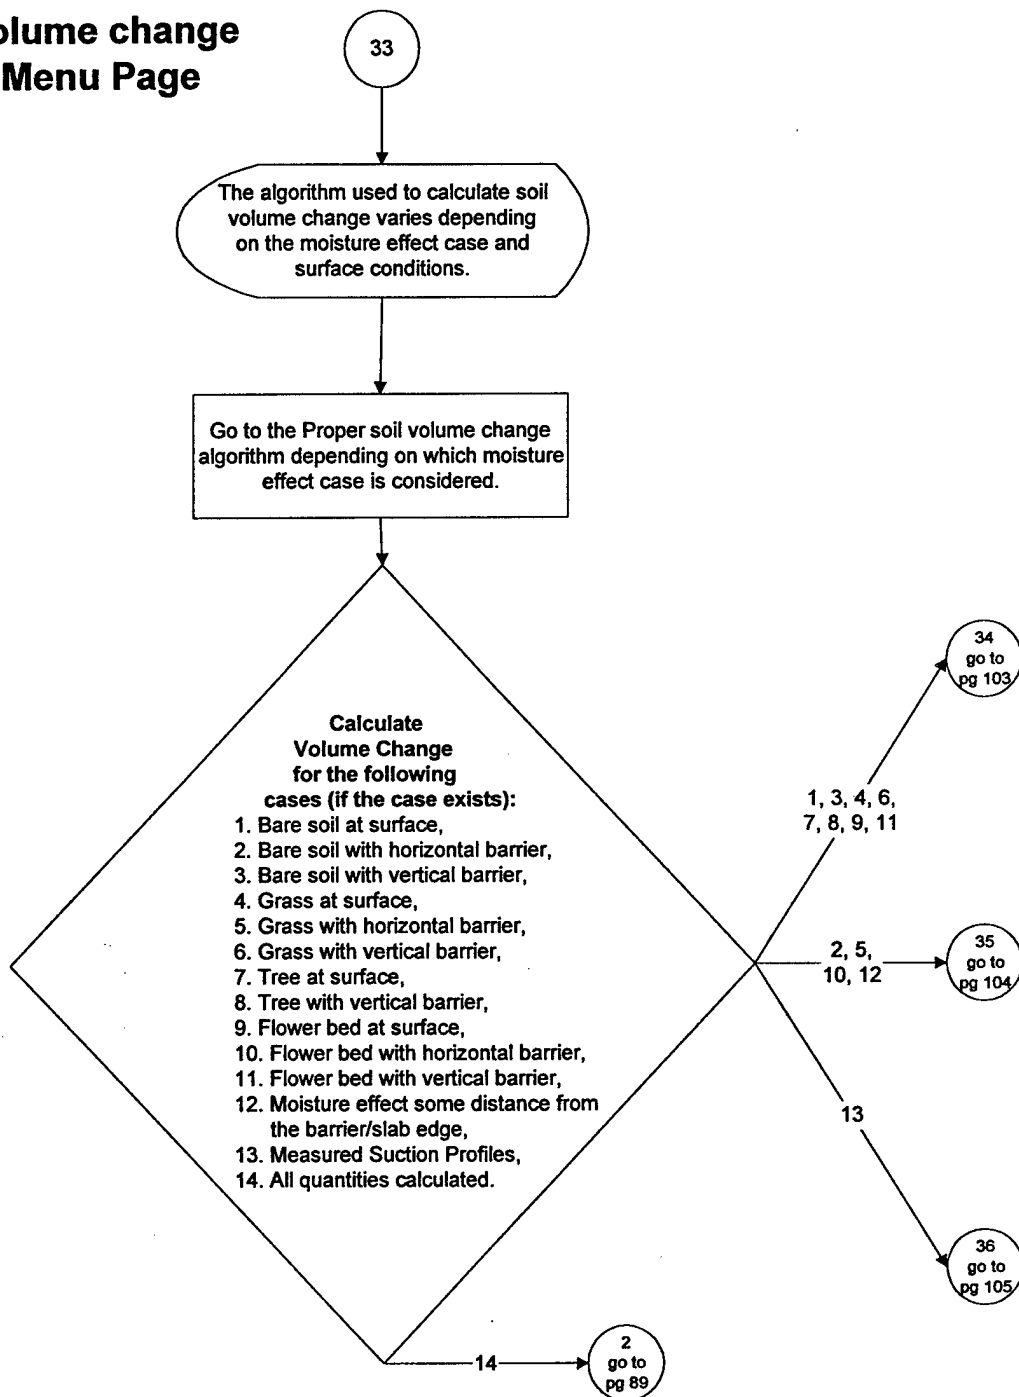 olume change
Menu Page
33
The algorithm used to calculate soil
volume change varies depending
on the moisture effect case and
surface conditions.
Go to the Proper soil volume change
algorithm depending on which moisture
effect case is considered.
Calculate
Volume Change
for the following
cases (if the case exists):
1. Bare soil at surface,
2. Bare soil with horizontal barrier,
3. Bare soil with vertical barrier,
4. Grass at surface,
5. Grass with horizontal barrier,
6. Grass with vertical barrier,
7. Tree at surface,
8. Tree with vertical barrier,
9. Flower bed at surface,
10. Flower bed with horizontal barrier,
11. Flower bed with vertical barrier,
12. Moisture effect some distance from
the barrier/slab edge,
13. Measured Suction Profiles,
14. All quantities calculated.
1, 3, 4, 6,
7, 8, 9, 11
34
go to
pg 103
2, 5,
10, 12
35
go to
pg 104
13
36
go to
pg 105
14
2
go to
pg 89